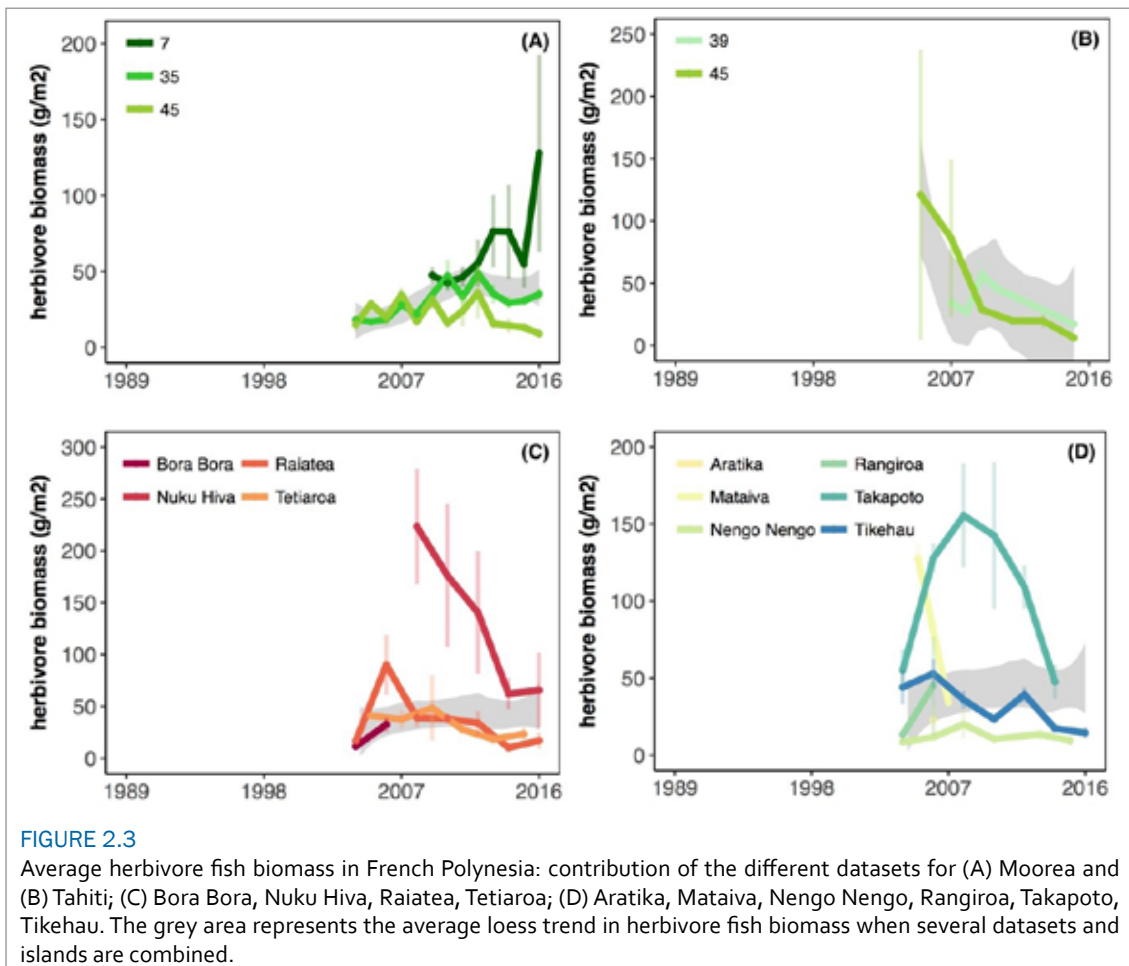 (A)
herbivore biomass (g/m2)
200
150
100
50
0
7
35
45
1989 1998 2007 2016
(B)
herbivore biomass (g/m2)
250
200
150
100
50
0
39
45
1989 1998 2007 2016
(C)
herbivore biomass (g/m2)
300
250
200
150
100
50
0
Bora Bora Raiatea
Nuku Hiva Tetiaroa
1989 1998 2007 2016
(D)
herbivore biomass (g/m2)
200
150
100
50
0
Aratika Rangiroa
Mataiva Takapoto
Nengo Nengo Tikehau
1989 1998 2007 2016
FIGURE 2.3
Average herbivore fish biomass in French Polynesia: contribution of the different datasets for (A) Moorea and
(B) Tahiti; (C) Bora Bora, Nuku Hiva, Raiatea, Tetiaroa; (D) Aratika, Mataiva, Nengo Nengo, Rangiroa, Takapoto,
Tikehau. The grey area represents the average loess trend in herbivore fish biomass when several datasets and
islands are combined.